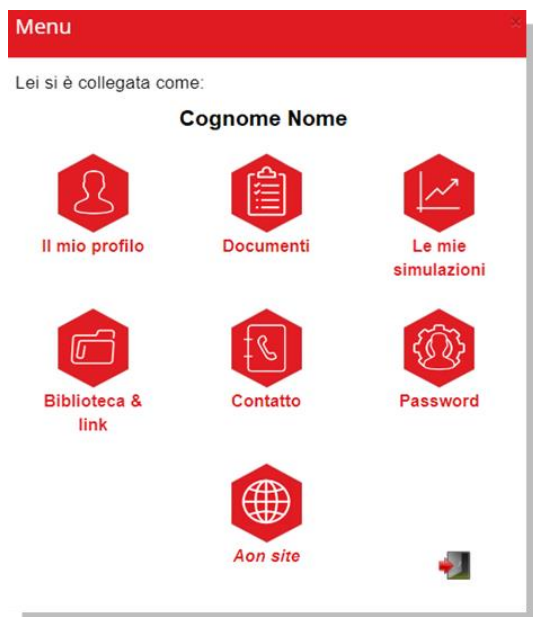 Menu
×
Lei si è collegata come:
Cognome Nome
Il mio profilo
Documenti
Le mie
simulazioni
Biblioteca &
link
Contatto
Password
Aon site